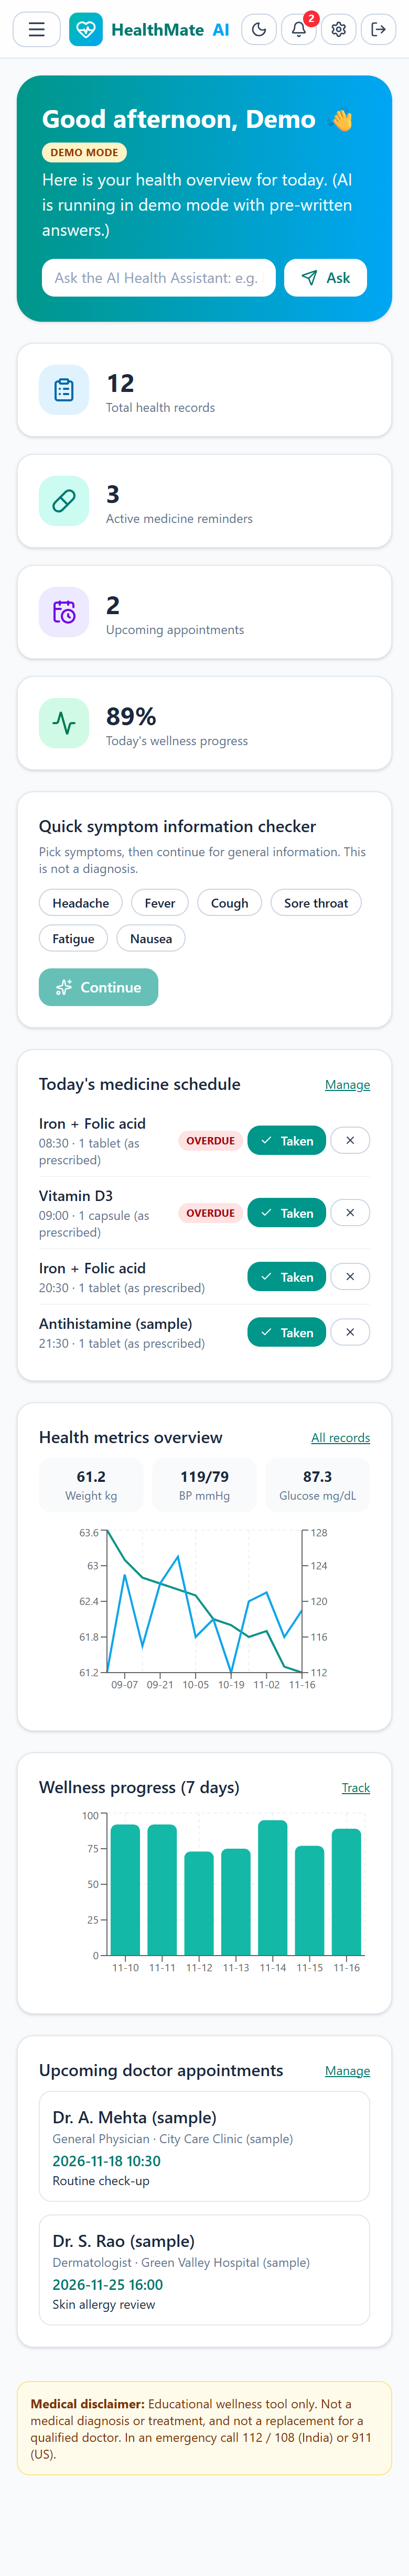 HealthMate AI
2
Good afternoon, Demo 👋
DEMO MODE
Here is your health overview for today. (AI
is running in demo mode with pre-written
answers.)
Ask the AI Health Assistant: e.g.
Ask
12
Total health records
3
Active medicine reminders
2
Upcoming appointments
89%
Today's wellness progress
Quick symptom information checker
Pick symptoms, then continue for general information. This
is not a diagnosis.
Headache Fever Cough Sore throat
Fatigue Nausea
Continue
Today's medicine schedule Manage
Iron + Folic acid
08:30 · 1 tablet (as
prescribed)
OVERDUE Taken
Vitamin D3
09:00 · 1 capsule (as
prescribed)
OVERDUE Taken
Iron + Folic acid
20:30 · 1 tablet (as prescribed)
Taken
Antihistamine (sample)
21:30 · 1 tablet (as prescribed)
Taken
Health metrics overview All records
61.2 119/79 87.3
Weight kg BP mmHg Glucose mg/dL
63.6 128
63 124
62.4 120
61.8 116
61.2 112
09-07 09-21 10-05 10-19 11-02 11-16
Wellness progress (7 days) Track
100
75
50
25
0
11-10 11-11 11-12 11-13 11-14 11-15 11-16
Upcoming doctor appointments Manage
Dr. A. Mehta (sample)
General Physician · City Care Clinic (sample)
2026-11-18 10:30
Routine check-up
Dr. S. Rao (sample)
Dermatologist · Green Valley Hospital (sample)
2026-11-25 16:00
Skin allergy review
Medical disclaimer: Educational wellness tool only. Not a
medical diagnosis or treatment, and not a replacement for a
qualified doctor. In an emergency call 112 / 108 (India) or 911
(US).